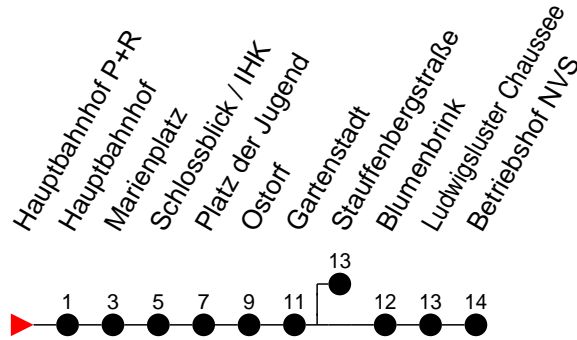 Hauptbahnhof P+R
Hauptbahnhof
Marienplatz
Schlossblick / IHK
Platz der Jugend
Ostorf
Gartenstadt
Stauffenbergstraße
Blumenbrink
Ludwigsluster Chaussee
Betriebshof NVS
13
1 3 5 7 9 11 12 13 14